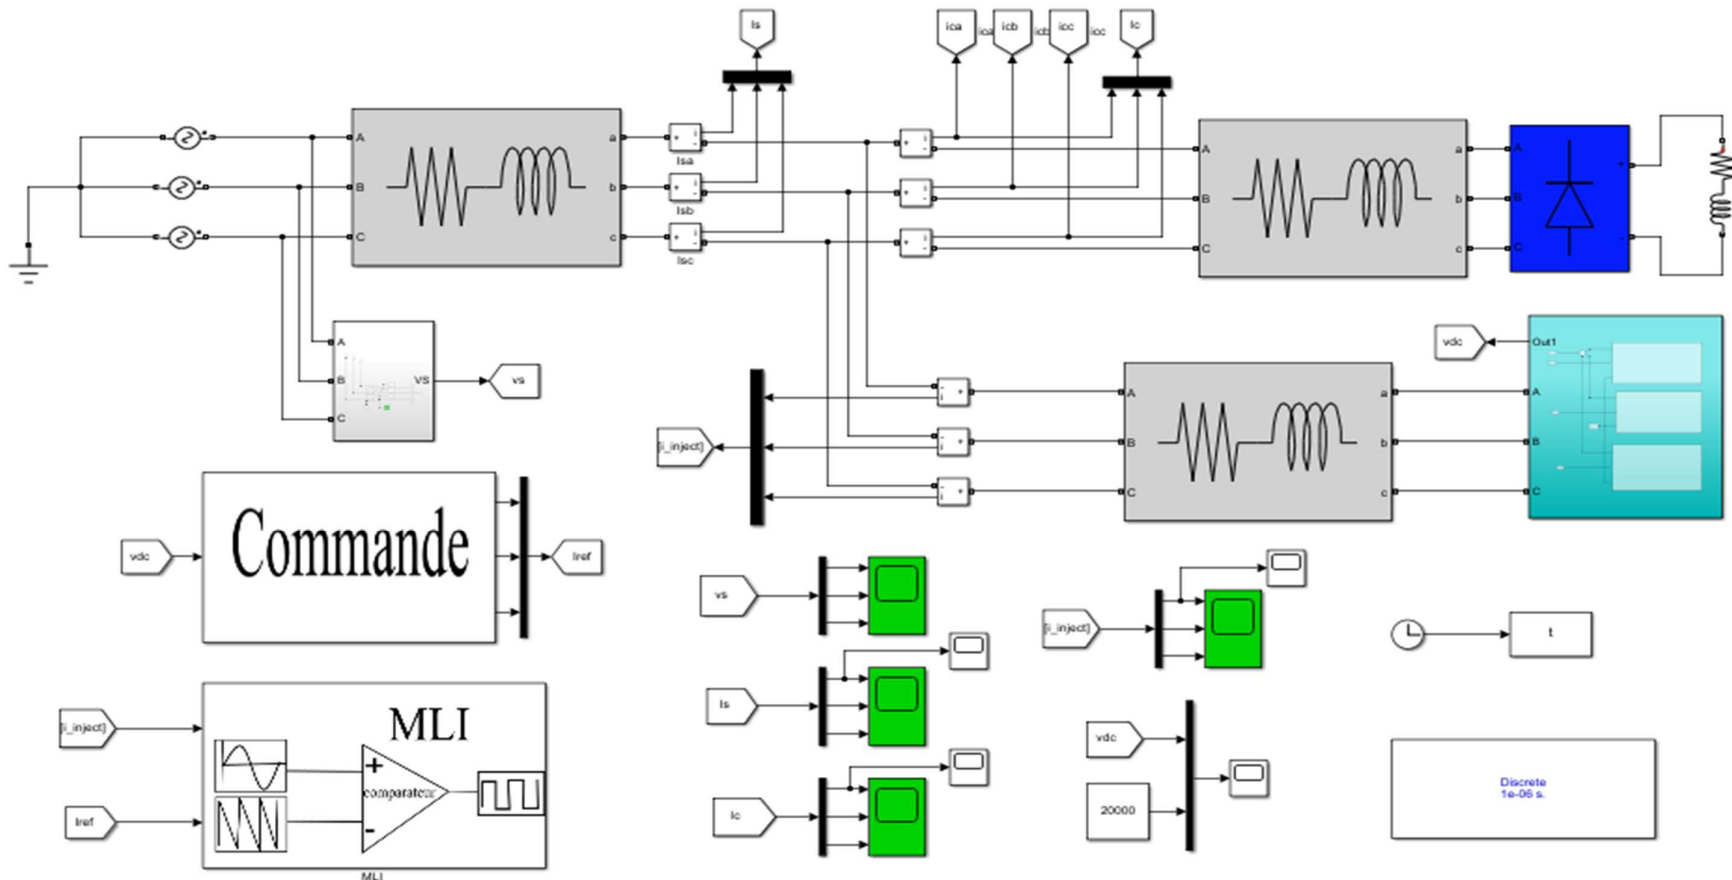 Is
ica
ica
icb
icb
icc
icc
Ic
A
B
C
a
b
c
i
+
-
Isa
i
+
-
Isb
i
+
-
Isc
+
i
-
+
i
-
+
i
-
A
B
C
a
b
c
A
B
C
+
-
A
B
C
VS
vs
[i_inject]
-
i
+
-
i
+
-
i
+
A
B
C
a
b
c
vdc
Out1
A
B
C
vdc
Commande
Iref
[i_inject]
Iref
MLI
+
comparateur
-
MLI
vs
Is
Ic
[i_inject]
vdc
20000
t
Discrete
1e-06 s.